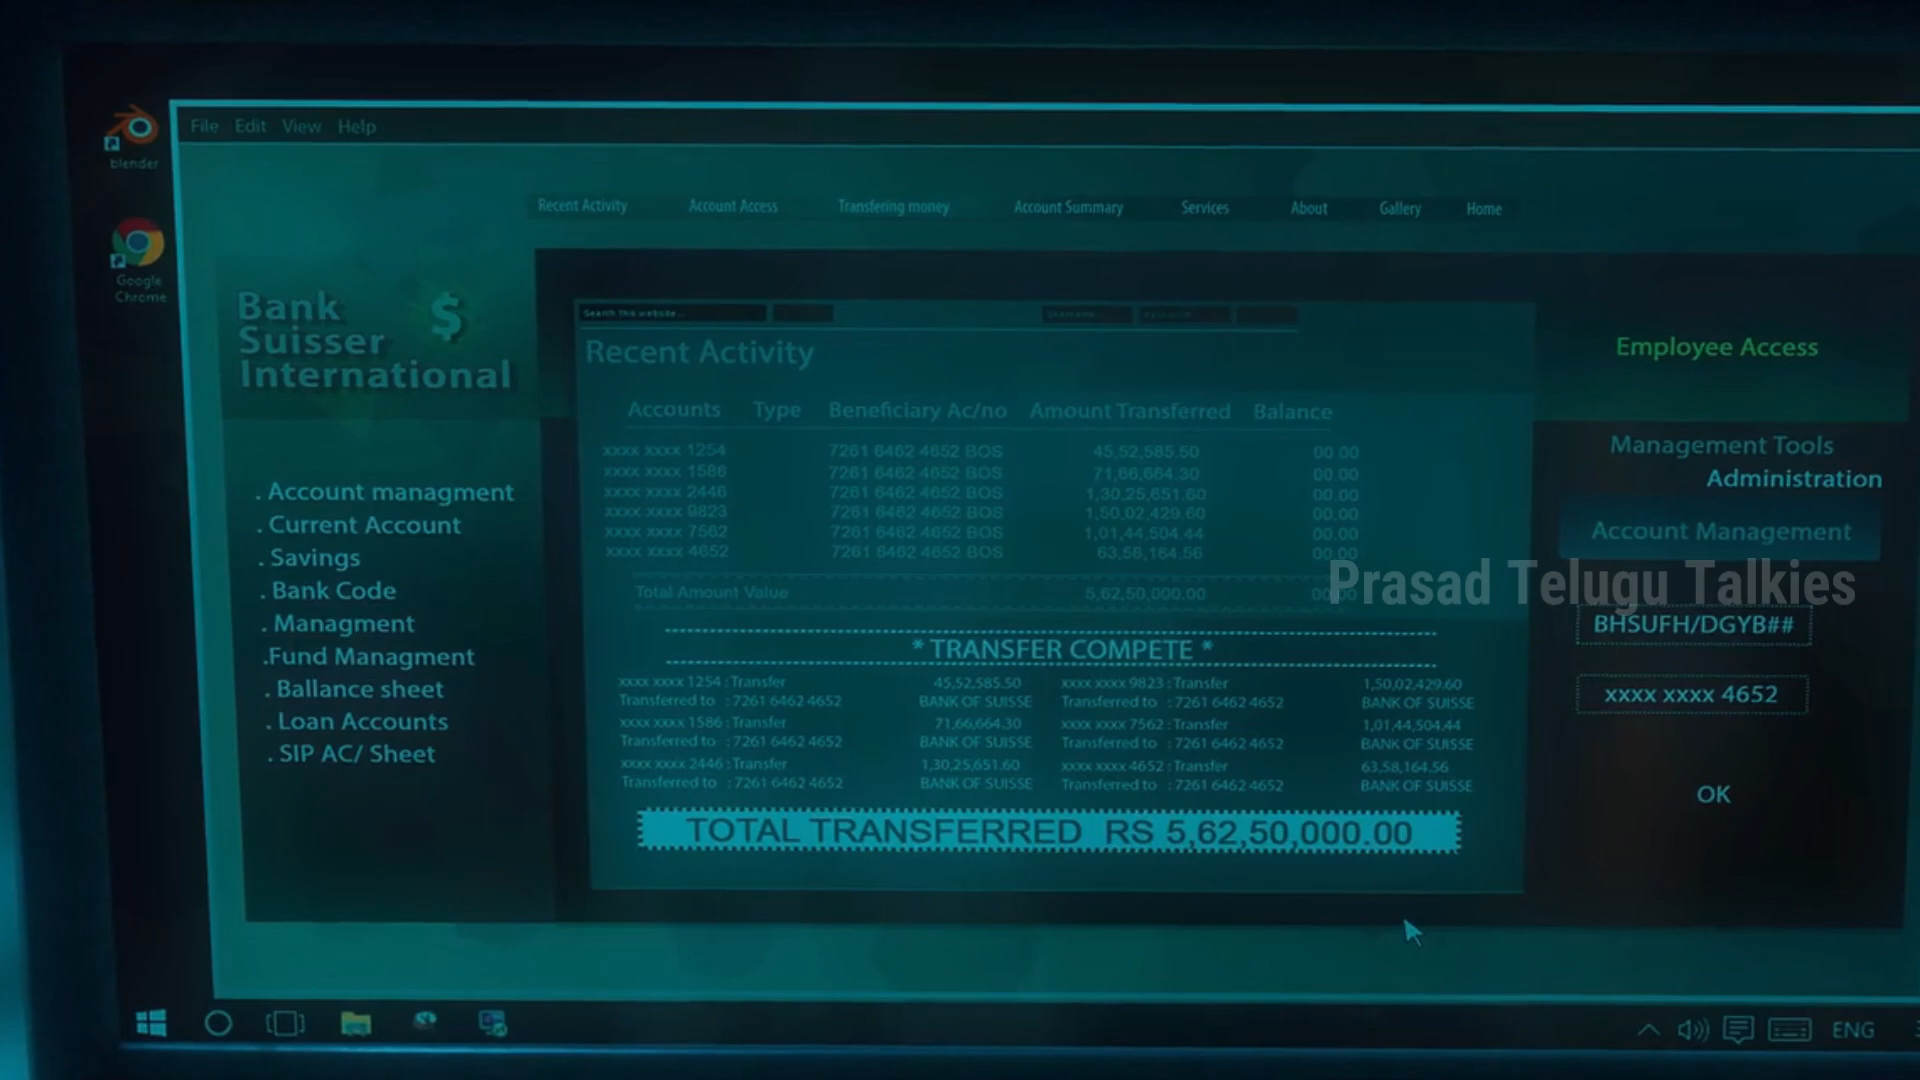 File Edit View Help
blender
Google
Chrome
Recent Activity Account Access Transfering money Account Summary Services About Gallery Home
Bank
Suisser
International
$
Search this website...
Recent Activity
Accounts Type Beneficiary Ac/no Amount Transferred Balance
xxxx xxxx 1254 7261 6462 4652 BOS 45,52,585.50 00.00
xxxx xxxx 1586 7261 6462 4652 BOS 71,66,664.30 00.00
xxxx xxxx 2446 7261 6462 4652 BOS 1,30,25,651.60 00.00
xxxx xxxx 9823 7261 6462 4652 BOS 1,50,02,429.60 00.00
xxxx xxxx 7562 7261 6462 4652 BOS 1,01,44,504.44 00.00
xxxx xxxx 4652 7261 6462 4652 BOS 63,58,164.56 00.00
Total Amount Value 5,62,50,000.00 00.00
* TRANSFER COMPETE *
xxxx xxxx 1254 : Transfer 45,52,585.50 xxxx xxxx 9823 : Transfer 1,50,02,429.60
Transferred to : 7261 6462 4652 BANK OF SUISSE Transferred to : 7261 6462 4652 BANK OF SUISSE
xxxx xxxx 1586 : Transfer 71,66,664.30 xxxx xxxx 7562 : Transfer 1,01,44,504.44
Transferred to : 7261 6462 4652 BANK OF SUISSE Transferred to : 7261 6462 4652 BANK OF SUISSE
xxxx xxxx 2446 : Transfer 1,30,25,651.60 xxxx xxxx 4652 : Transfer 63,58,164.56
Transferred to : 7261 6462 4652 BANK OF SUISSE Transferred to : 7261 6462 4652 BANK OF SUISSE
TOTAL TRANSFERRED RS 5,62,50,000.00
. Account managment
. Current Account
. Savings
. Bank Code
. Managment
.Fund Managment
. Ballance sheet
. Loan Accounts
. SIP AC/ Sheet
Employee Access
Management Tools
Administration
Account Management
Prasad Telugu Talkies
BHSUFH/DGYB##
xxxx xxxx 4652
OK
ENG